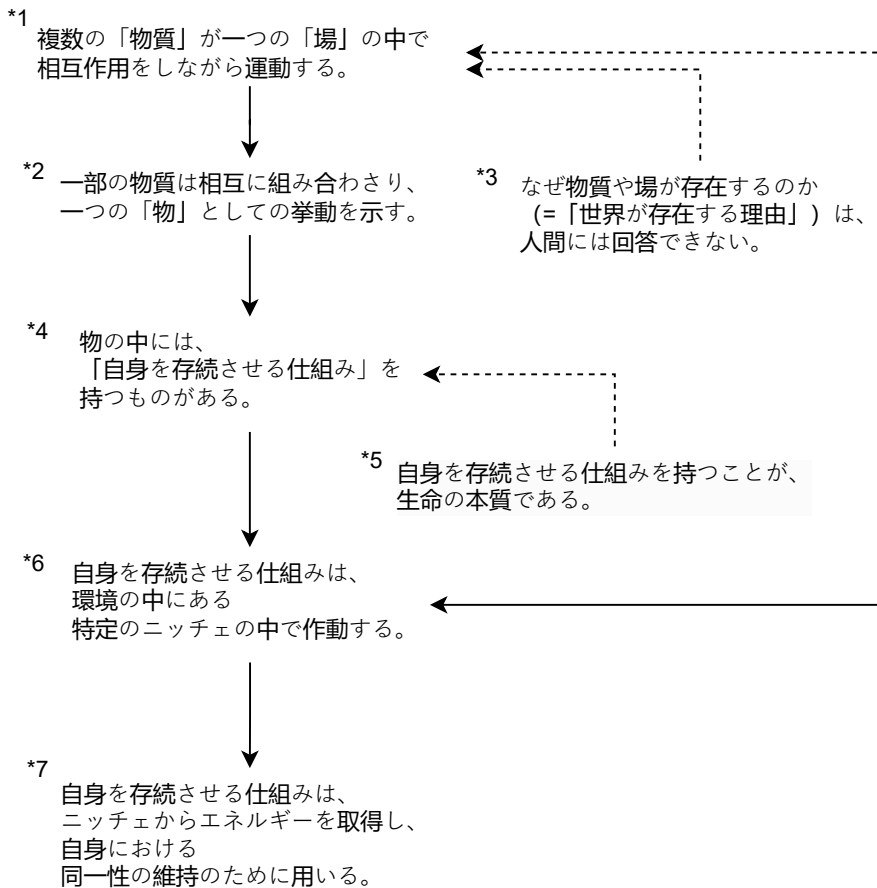 *1
複数の「物質」が一つの「場」の中で
相互作用をしながら運動する。
*2
一部の物質は相互に組み合わさり、
一つの「物」としての挙動を示す。
*3
なぜ物質や場が存在するのか
(=「世界が存在する理由」) は、
人間には回答できない。
*4
物の中には、
「自身を存続させる仕組み」を
持つものがある。
*5
自身を存続させる仕組みを持つことが、
生命の本質である。
*6
自身を存続させる仕組みは、
環境の中にある
特定のニッチェの中で作動する。
*7
自身を存続させる仕組みは、
ニッチェからエネルギーを取得し、
自身における
同一性の維持のために用いる。